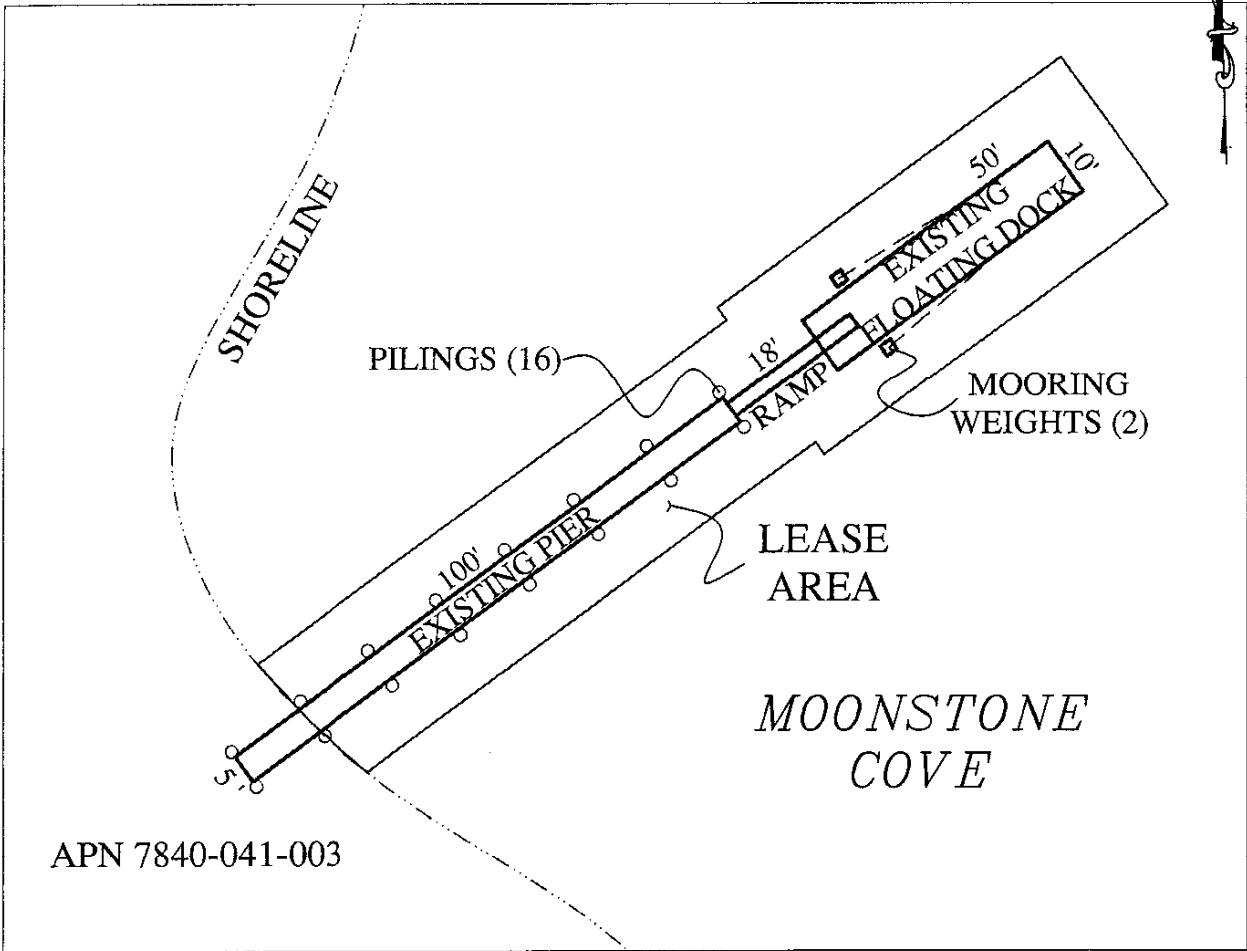 50'
10'
EXISTING
FLOATING DOCK
SHORELINE
18'
RAMP
PILINGS (16)
MOORING
WEIGHTS (2)
100'
EXISTING PIER
LEASE
AREA
MOONSTONE
COVE
5'
APN 7840-041-003